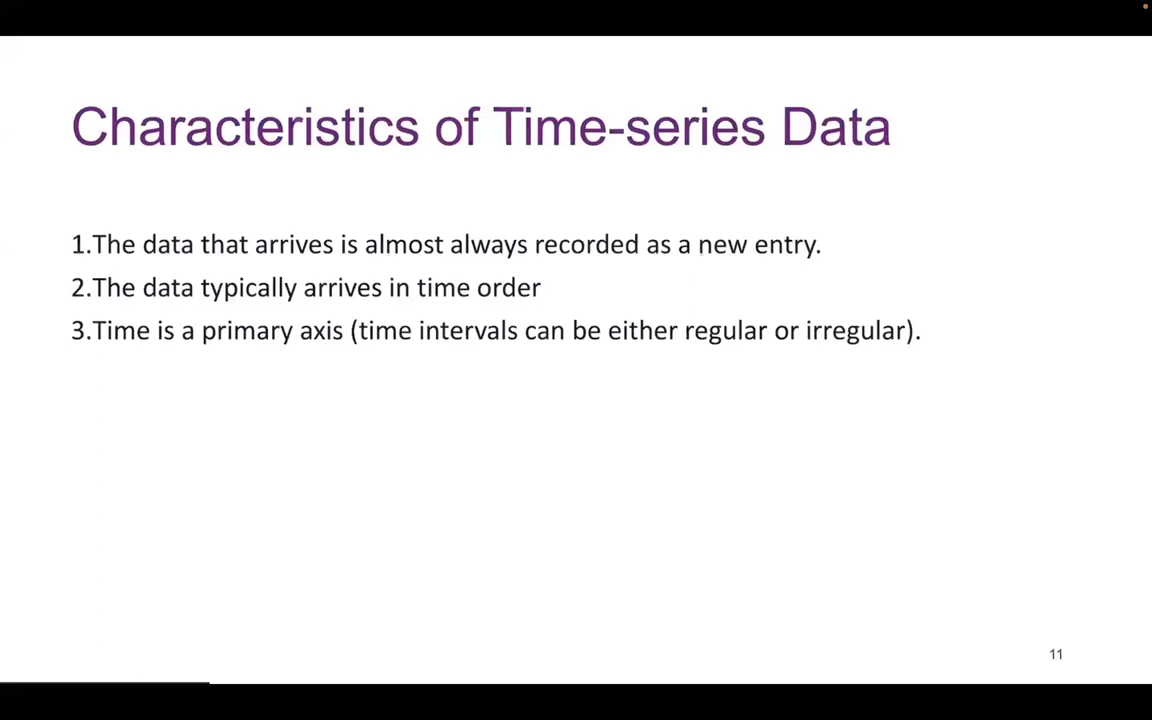 Characteristics of Time-series Data
1.The data that arrives is almost always recorded as a new entry.
2.The data typically arrives in time order
3.Time is a primary axis (time intervals can be either regular or irregular).
11